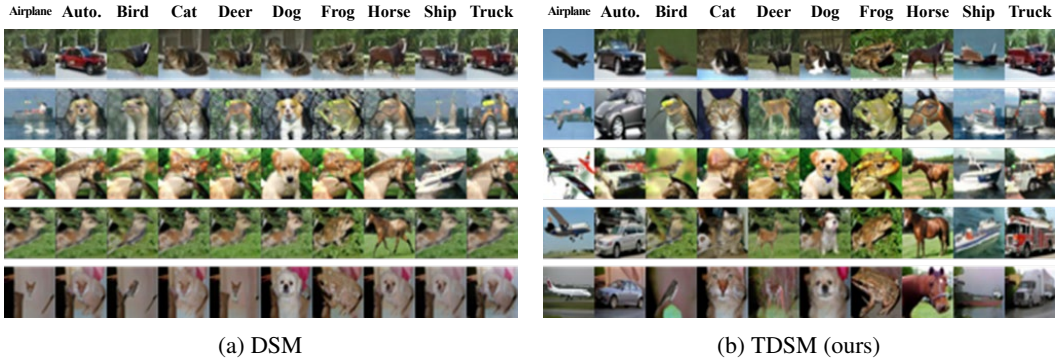 Airplane Auto. Bird Cat Deer Dog Frog Horse Ship Truck
Airplane Auto. Bird Cat Deer Dog Frog Horse Ship Truck
(a) DSM
(b) TDSM (ours)